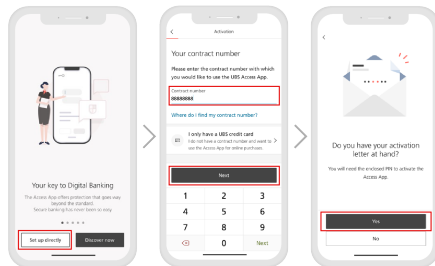 Your key to Digital Banking
The Access App offers protection that goes way
beyond the standard.
Secure banking has never been so easy.
Set up directly
Discover now
Activation
Your contract number
Please enter the contract number with which
you would like to use the UBS Access App.
Contract number
88888888
Where do I find my contract number?
I only have a UBS credit card
I do not have a contract number and want to
use the Access App for online purchase.
Next
1 2 3
4 5 6
7 8 9
0 Next
Do you have your activation
letter at hand?
You will need the enclosed PIN to activate the
Access App.
Yes
No